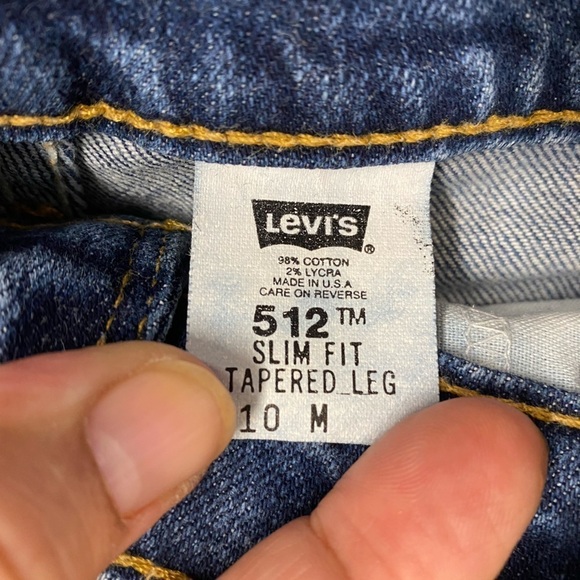 Levi's
®
98% COTTON
2% LYCRA
MADE IN U.S.A
CARE ON REVERSE
512™
SLIM FIT
TAPERED LEG
10 M